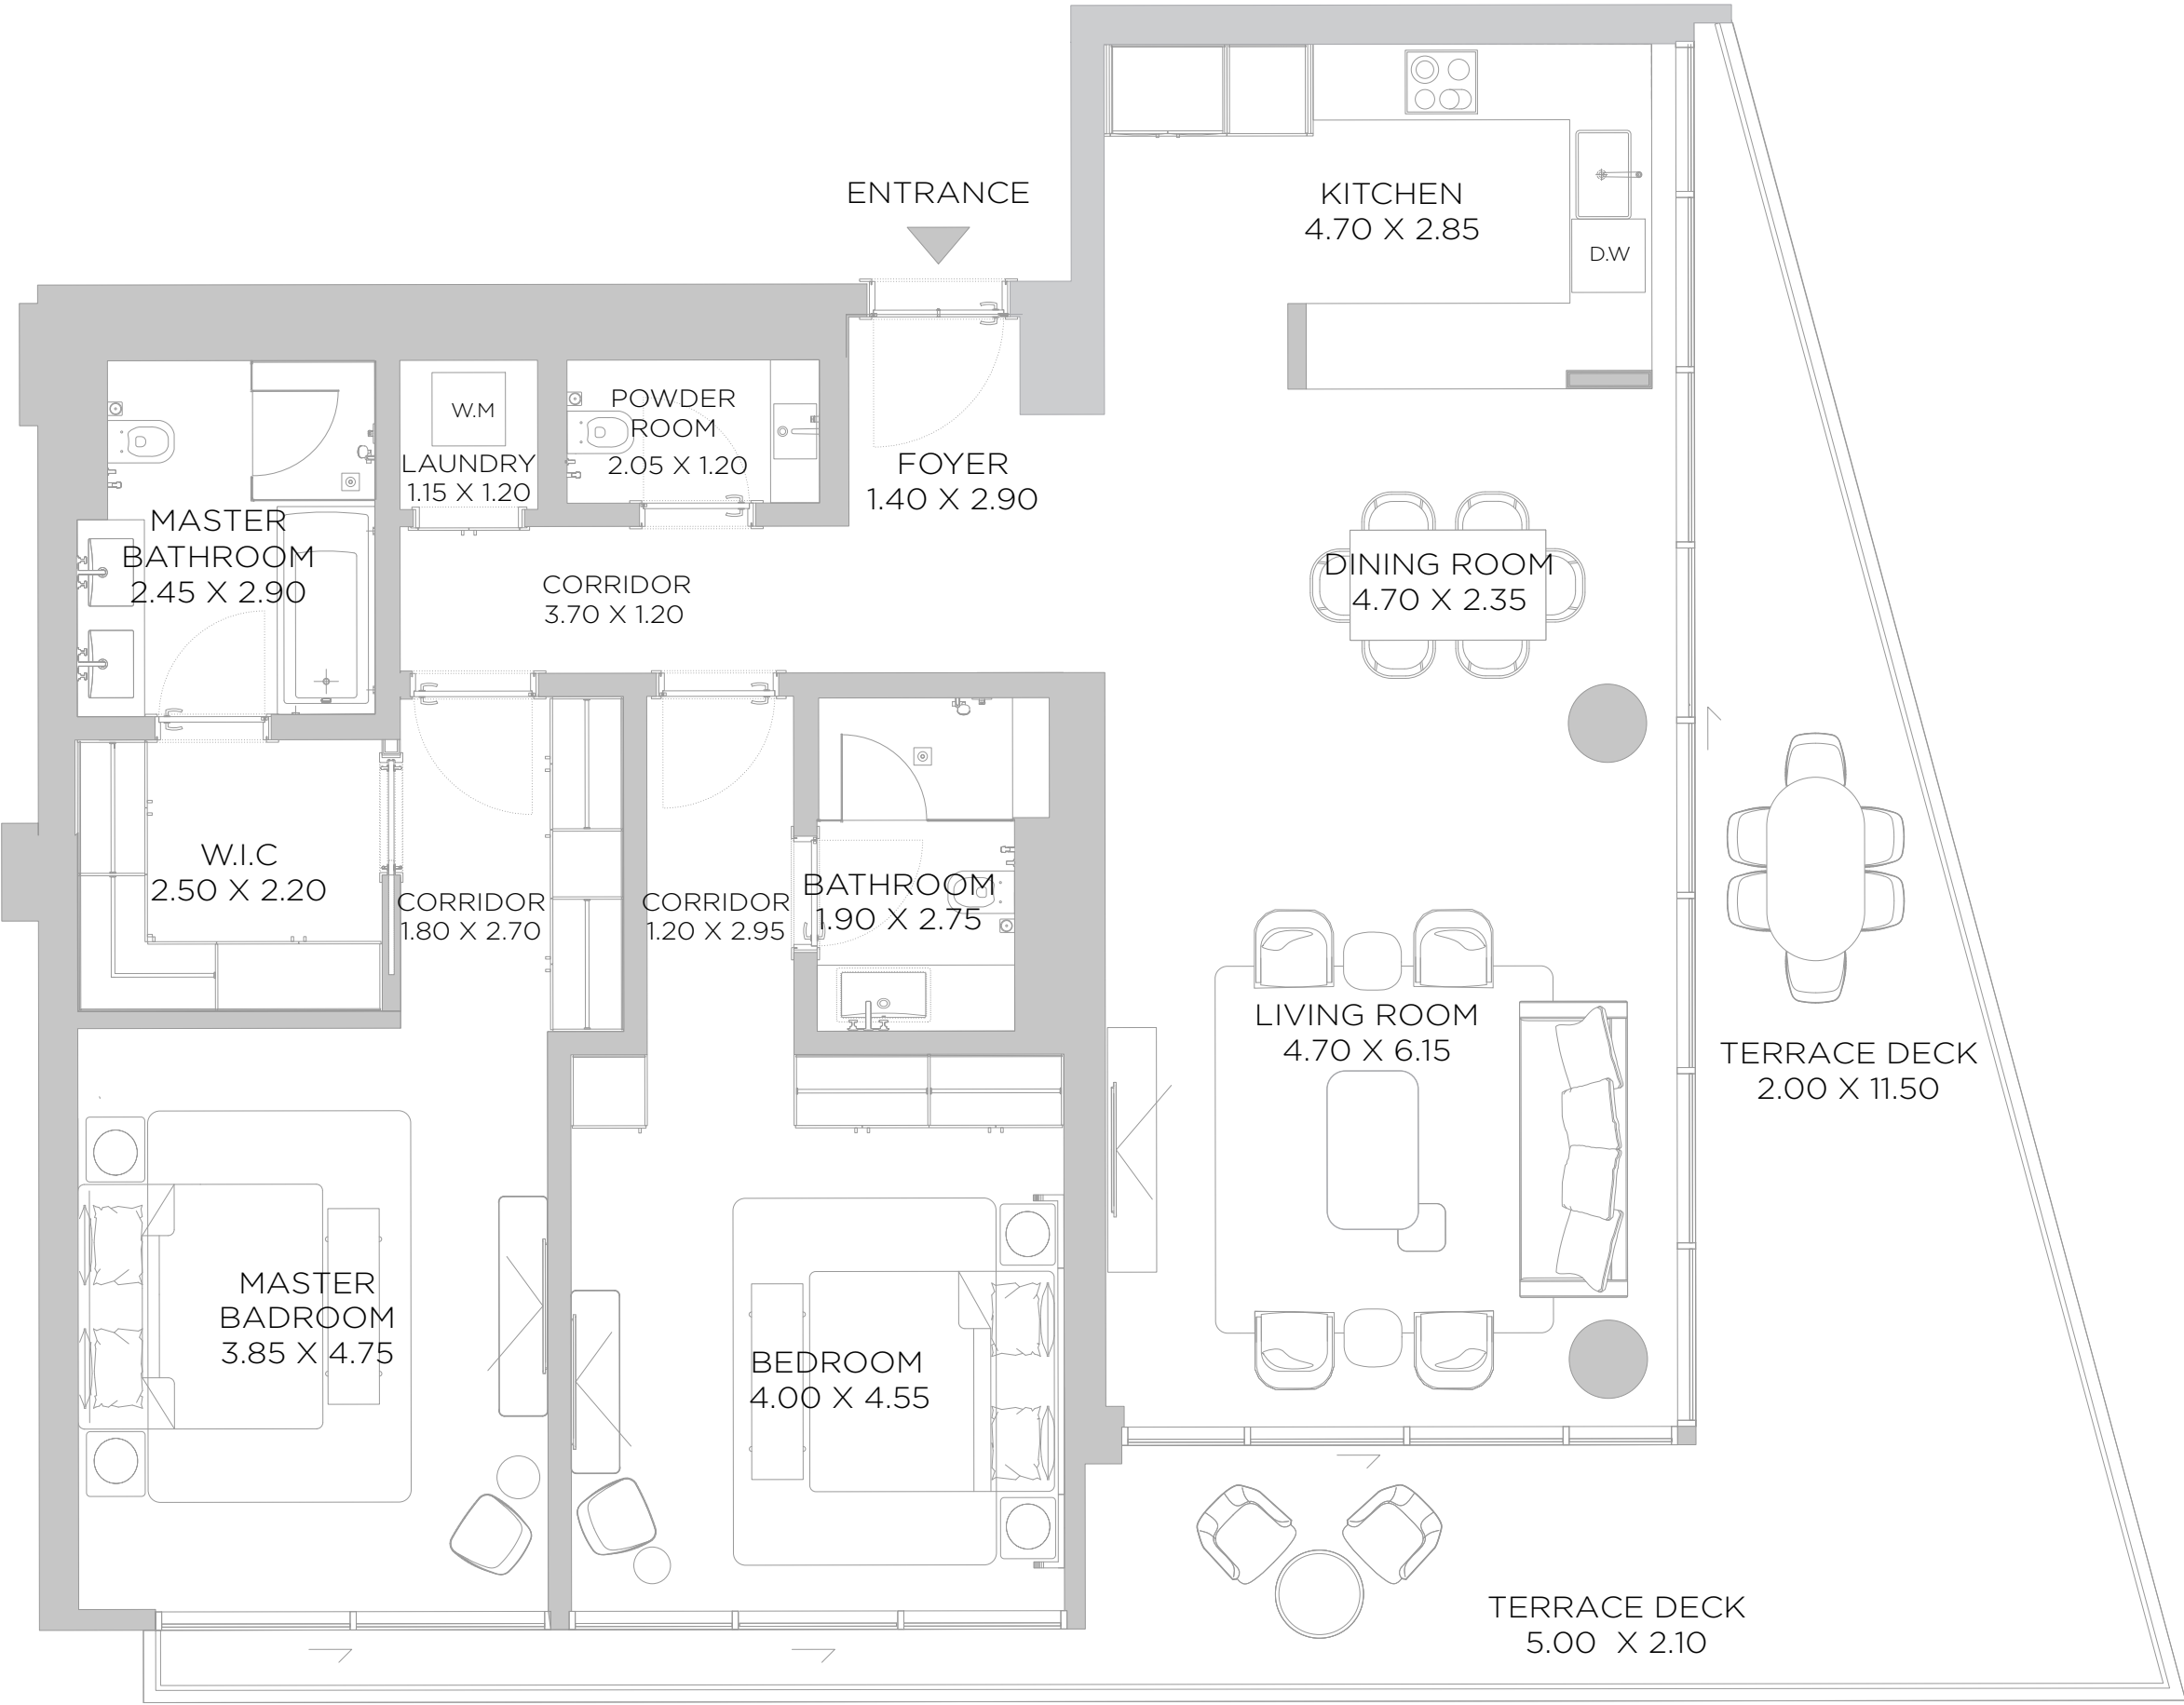 ENTRANCE
KITCHEN
4.70 X 2.85
D.W
POWDER
ROOM
2.05 X 1.20
W.M
LAUNDRY
1.15 X 1.20
FOYER
1.40 X 2.90
MASTER
BATHROOM
2.45 X 2.90
CORRIDOR
3.70 X 1.20
DINING ROOM
4.70 X 2.35
W.I.C
2.50 X 2.20
CORRIDOR
1.80 X 2.70
CORRIDOR
1.20 X 2.95
BATHROOM
1.90 X 2.75
LIVING ROOM
4.70 X 6.15
TERRACE DECK
2.00 X 11.50
MASTER
BADROOM
3.85 X 4.75
BEDROOM
4.00 X 4.55
TERRACE DECK
5.00 X 2.10